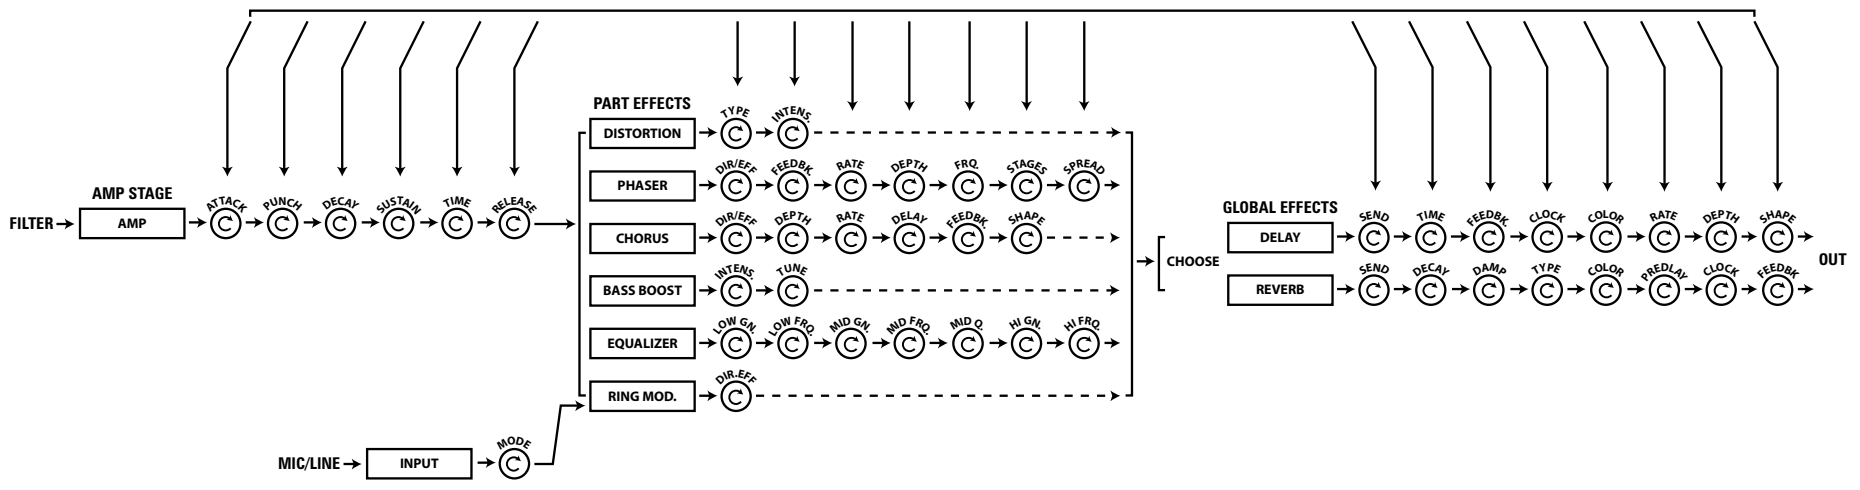 PART EFFECTS
TYPE INTENS.
DISTORTION
DIR/EFF FEEDBK. RATE DEPTH FRQ. STAGES SPREAD
PHASER
AMP STAGE
ATTACK PUNCH DECAY SUSTAIN TIME RELEASE
FILTER AMP
DIR/EFF DEPTH RATE DELAY FEEDBK. SHAPE
CHORUS
INTENS. TUNE
BASS BOOST
LOW GN. LOW FRQ. MID GN. MID FRQ. MID Q. HI GN. HI FRQ.
EQUALIZER
DIR.EFF
RING MOD.
MODE
MIC/LINE INPUT
CHOOSE
GLOBAL EFFECTS
SEND TIME FEEDBK. CLOCK COLOR RATE DEPTH SHAPE
DELAY
OUT
SEND DECAY DAMP TYPE COLOR PREDLAY CLOCK FEEDBK
REVERB